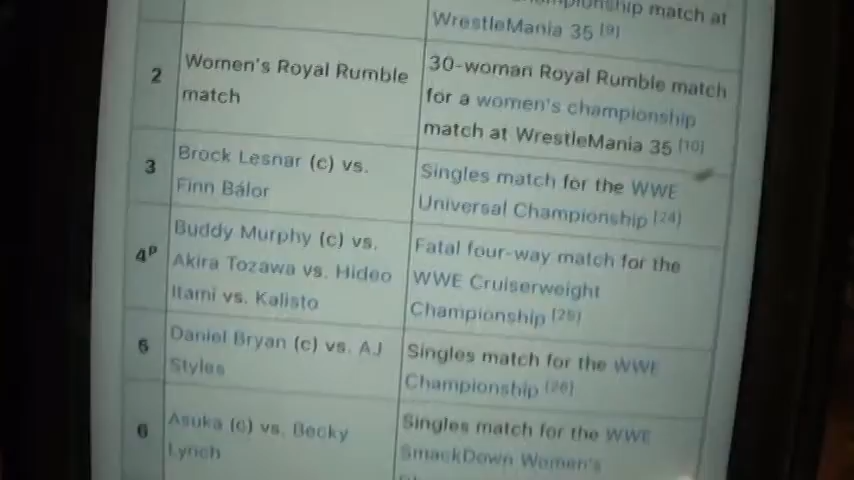 championship match at
WrestleMania 35 [9]
2
Women's Royal Rumble
match
30-woman Royal Rumble match
for a women's championship
match at WrestleMania 35 [10]
3
Brock Lesnar (c) vs.
Finn Bálor
Singles match for the WWE
Universal Championship [24]
4ᵖ
Buddy Murphy (c) vs.
Akira Tozawa vs. Hideo
Itami vs. Kalisto
Fatal four-way match for the
WWE Cruiserweight
Championship [25]
Daniel Bryan (c) vs. AJ
Styles
Singles match for the WWE
Championship [26]
6
Asuka (c) vs. Becky
Lynch
Singles match for the WWE
SmackDown Women's